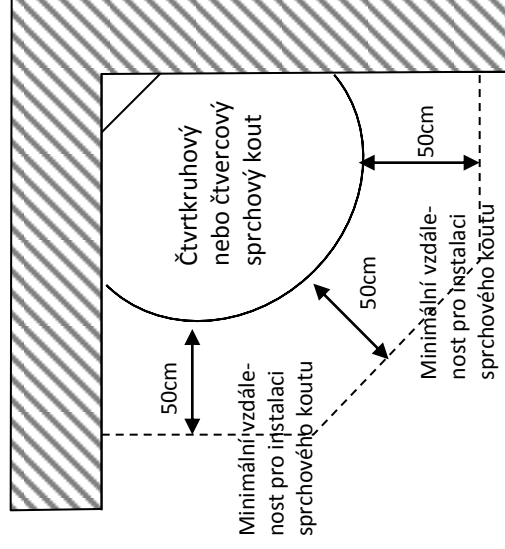 Čtvrtkruhový
nebo čtvercový
sprchový kout
50cm
50cm
50cm
Minimální vzdále-
nost pro instalaci
sprchového koutu
Minimální vzdále-
nost pro instalaci
sprchového koutu